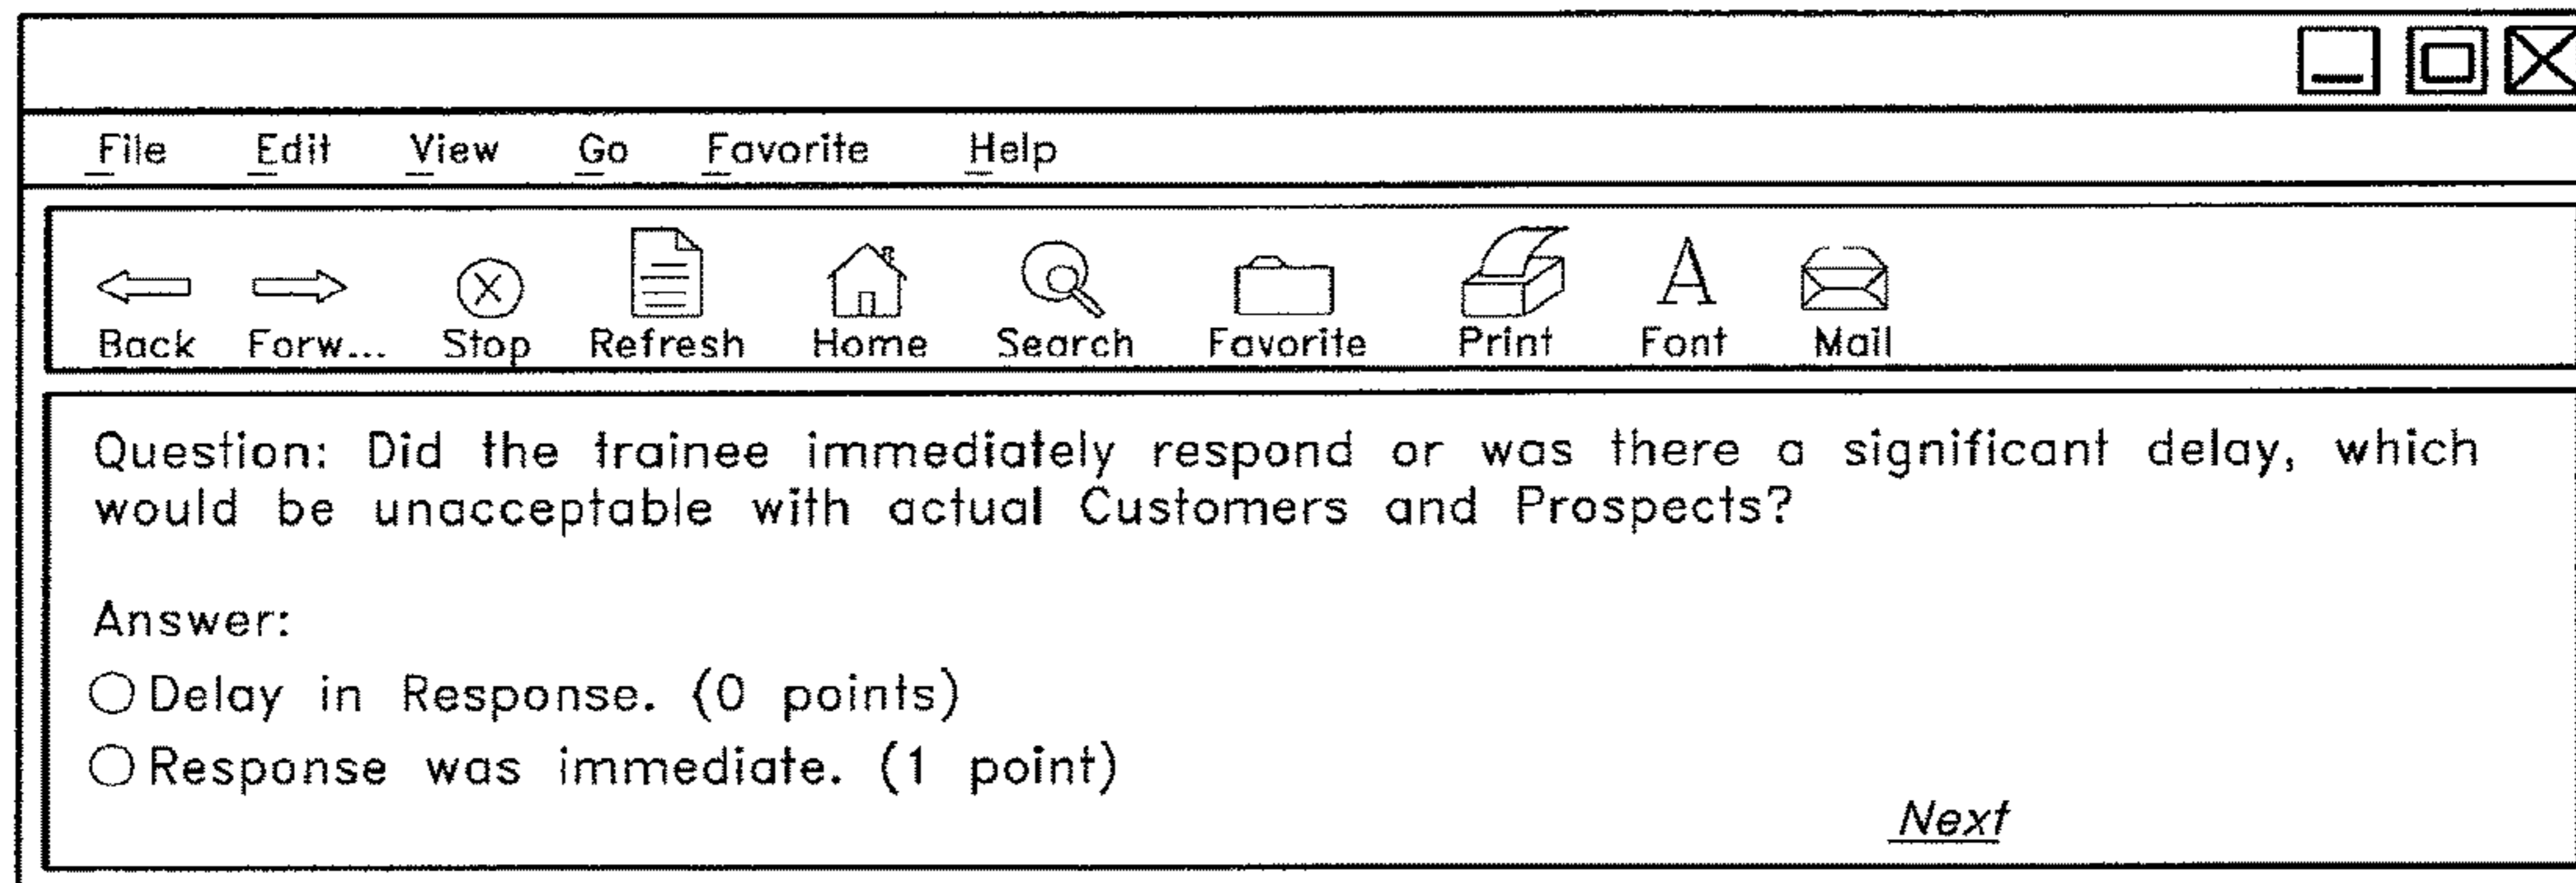 File Edit View Go Favorite Help
Back Forw... Stop Refresh Home Search Favorite Print Font Mail
Question: Did the trainee immediately respond or was there a significant delay, which
would be unacceptable with actual Customers and Prospects?
Answer:
Delay in Response. (0 points)
Response was immediate. (1 point)
Next